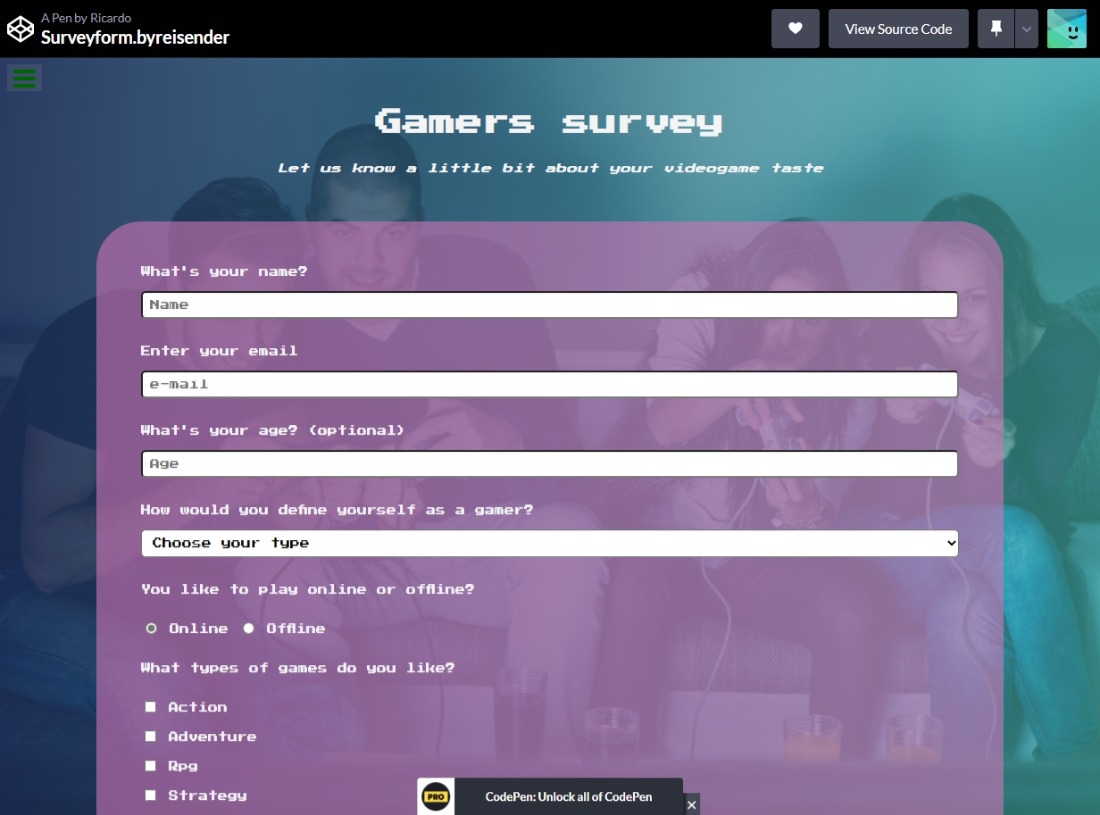 A Pen by Ricardo
Surveyform.byreisender
View Source Code
Gamers survey
Let us know a little bit about your videogame taste
What's your name?
Name
Enter your email
e-mail
What's your age? (optional)
Age
How would you define yourself as a gamer?
Choose your type
You like to play online or offline?
Online Offline
What types of games do you like?
Action
Adventure
Rpg
Strategy
PRO CodePen: Unlock all of CodePen